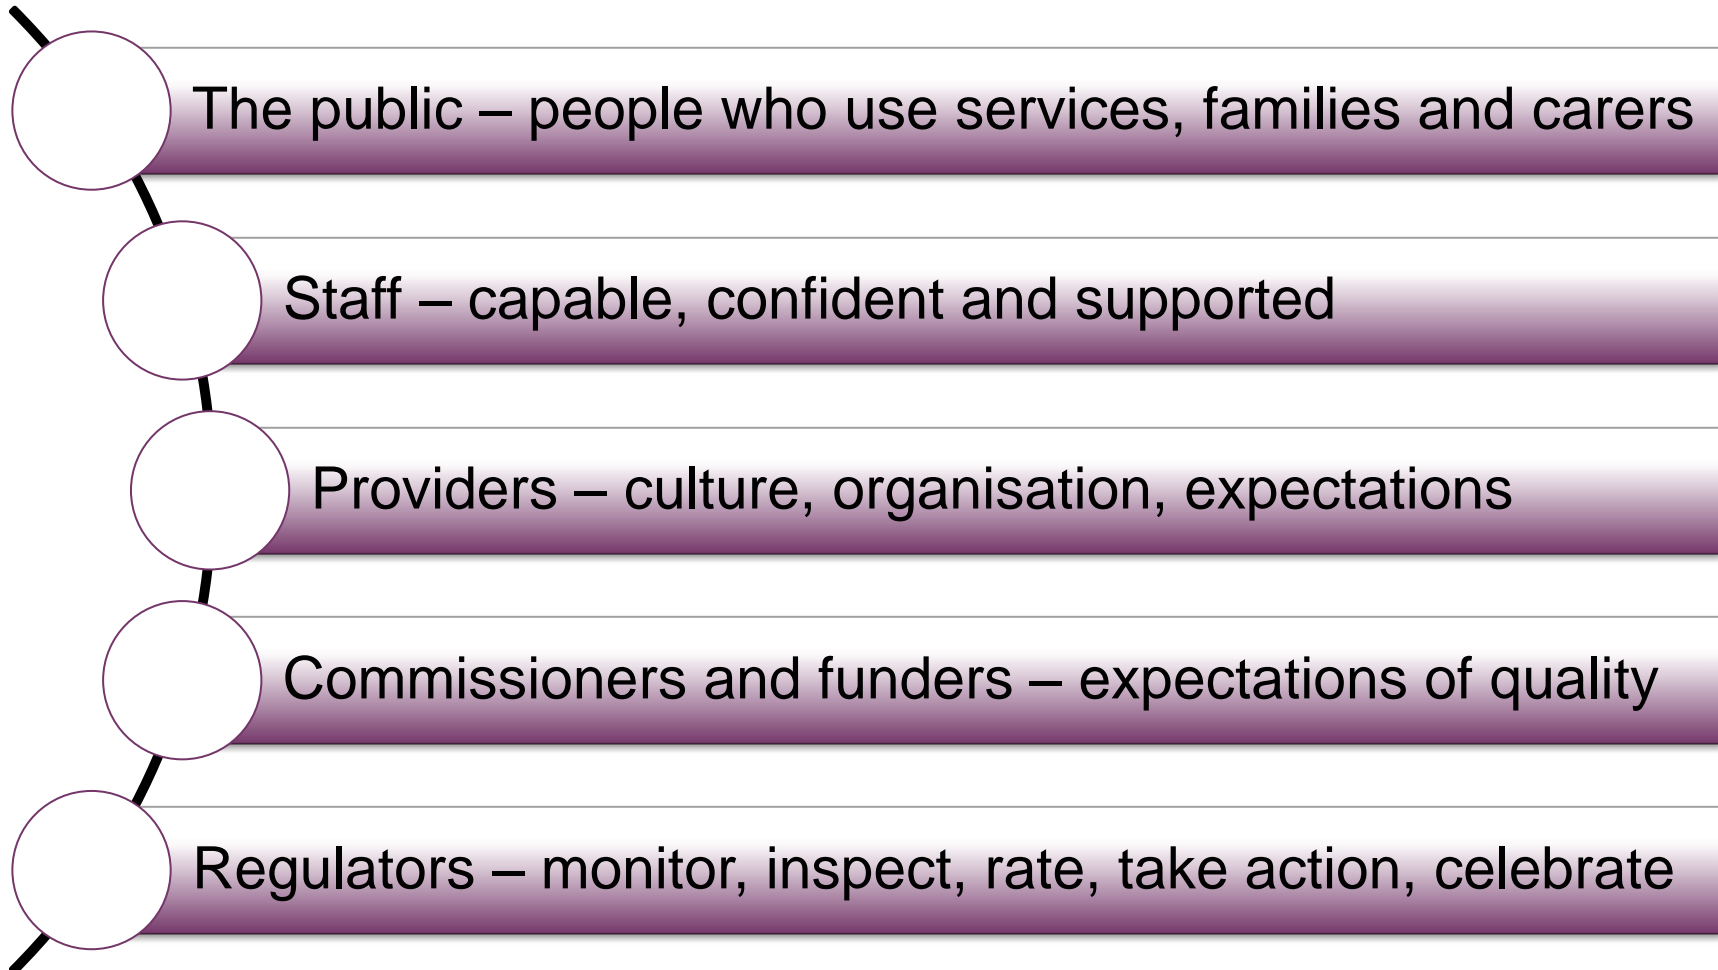 The public – people who use services, families and carers
Staff – capable, confident and supported
Providers – culture, organisation, expectations
Commissioners and funders – expectations of quality
Regulators – monitor, inspect, rate, take action, celebrate